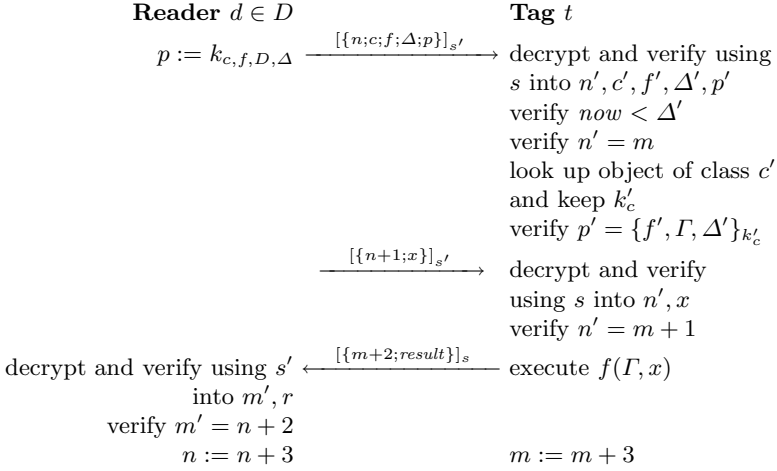 Reader d ∈ D Tag t
p := k_{c,f,D,Δ} [{n;c;f;Δ;p}]_{s′} decrypt and verify using
s into n′, c′, f′, Δ′, p′
verify now < Δ′
verify n′ = m
look up object of class c′
and keep k′_c
verify p′ = {f′, Γ, Δ′}_{k′_c}
[{n+1;x}]_{s′} decrypt and verify
using s into n′, x
verify n′ = m + 1
decrypt and verify using s′ [{m+2;result}]_s execute f(Γ, x)
into m′, r
verify m′ = n + 2
n := n + 3 m := m + 3